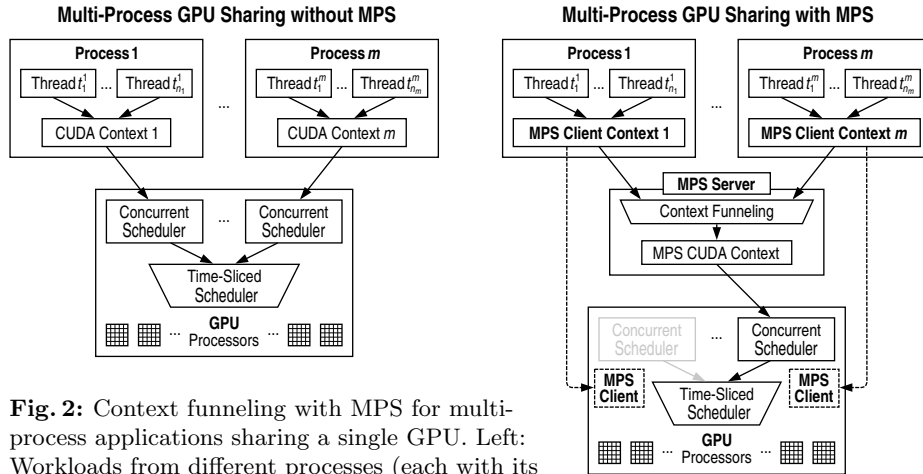 Multi-Process GPU Sharing without MPS
Process 1
Thread t_1^1 ... Thread t_{n_1}^1
CUDA Context 1
...
Process m
Thread t_1^m ... Thread t_{n_m}^m
CUDA Context m
Concurrent Scheduler
...
Concurrent Scheduler
Time-Sliced Scheduler
GPU
... Processors ...
Multi-Process GPU Sharing with MPS
Process 1
Thread t_1^1 ... Thread t_{n_1}^1
MPS Client Context 1
...
Process m
Thread t_1^m ... Thread t_{n_m}^m
MPS Client Context m
MPS Server
Context Funneling
MPS CUDA Context
Concurrent Scheduler
...
Concurrent Scheduler
MPS Client
MPS Client
Time-Sliced Scheduler
GPU
... Processors ...
Fig. 2: Context funneling with MPS for multi-
process applications sharing a single GPU. Left:
Workloads from different processes (each with its